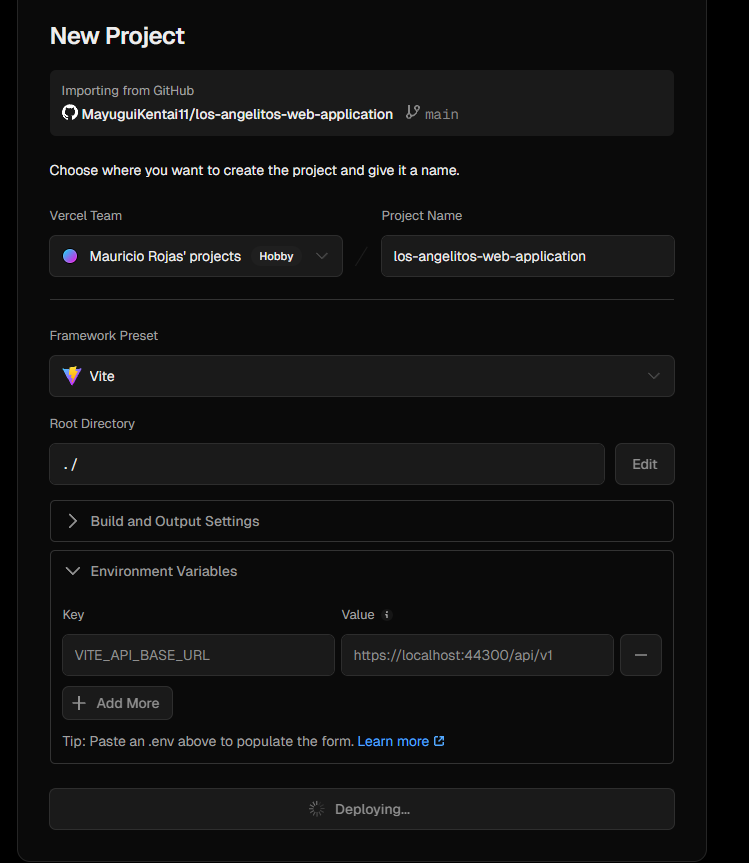 New Project
Importing from GitHub
MayuguiKentai11/los-angelitos-web-application main
Choose where you want to create the project and give it a name.
Vercel Team
Project Name
Mauricio Rojas' projects Hobby
los-angelitos-web-application
Framework Preset
Vite
Root Directory
./
Edit
Build and Output Settings
Environment Variables
Key
Value
VITE_API_BASE_URL
https://localhost:44300/api/v1
Add More
Tip: Paste an .env above to populate the form. Learn more
Deploying...